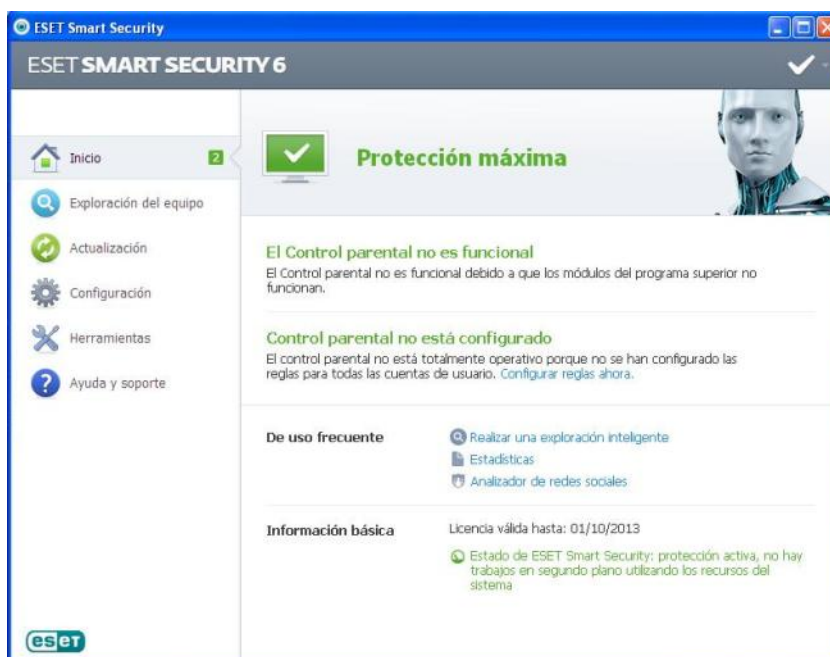 ESET Smart Security
ESET SMART SECURITY 6
Inicio 2
Exploración del equipo
Actualización
Configuración
Herramientas
Ayuda y soporte
Protección máxima
El Control parental no es funcional
El Control parental no es funcional debido a que los módulos del programa superior no
funcionan.
Control parental no está configurado
El control parental no está totalmente operativo porque no se han configurado las
reglas para todas las cuentas de usuario. Configurar reglas ahora.
De uso frecuente
Realizar una exploración inteligente
Estadísticas
Analizador de redes sociales
Información básica
Licencia válida hasta: 01/10/2013
Estado de ESET Smart Security: protección activa, no hay
trabajos en segundo plano utilizando los recursos del
sistema
eseT